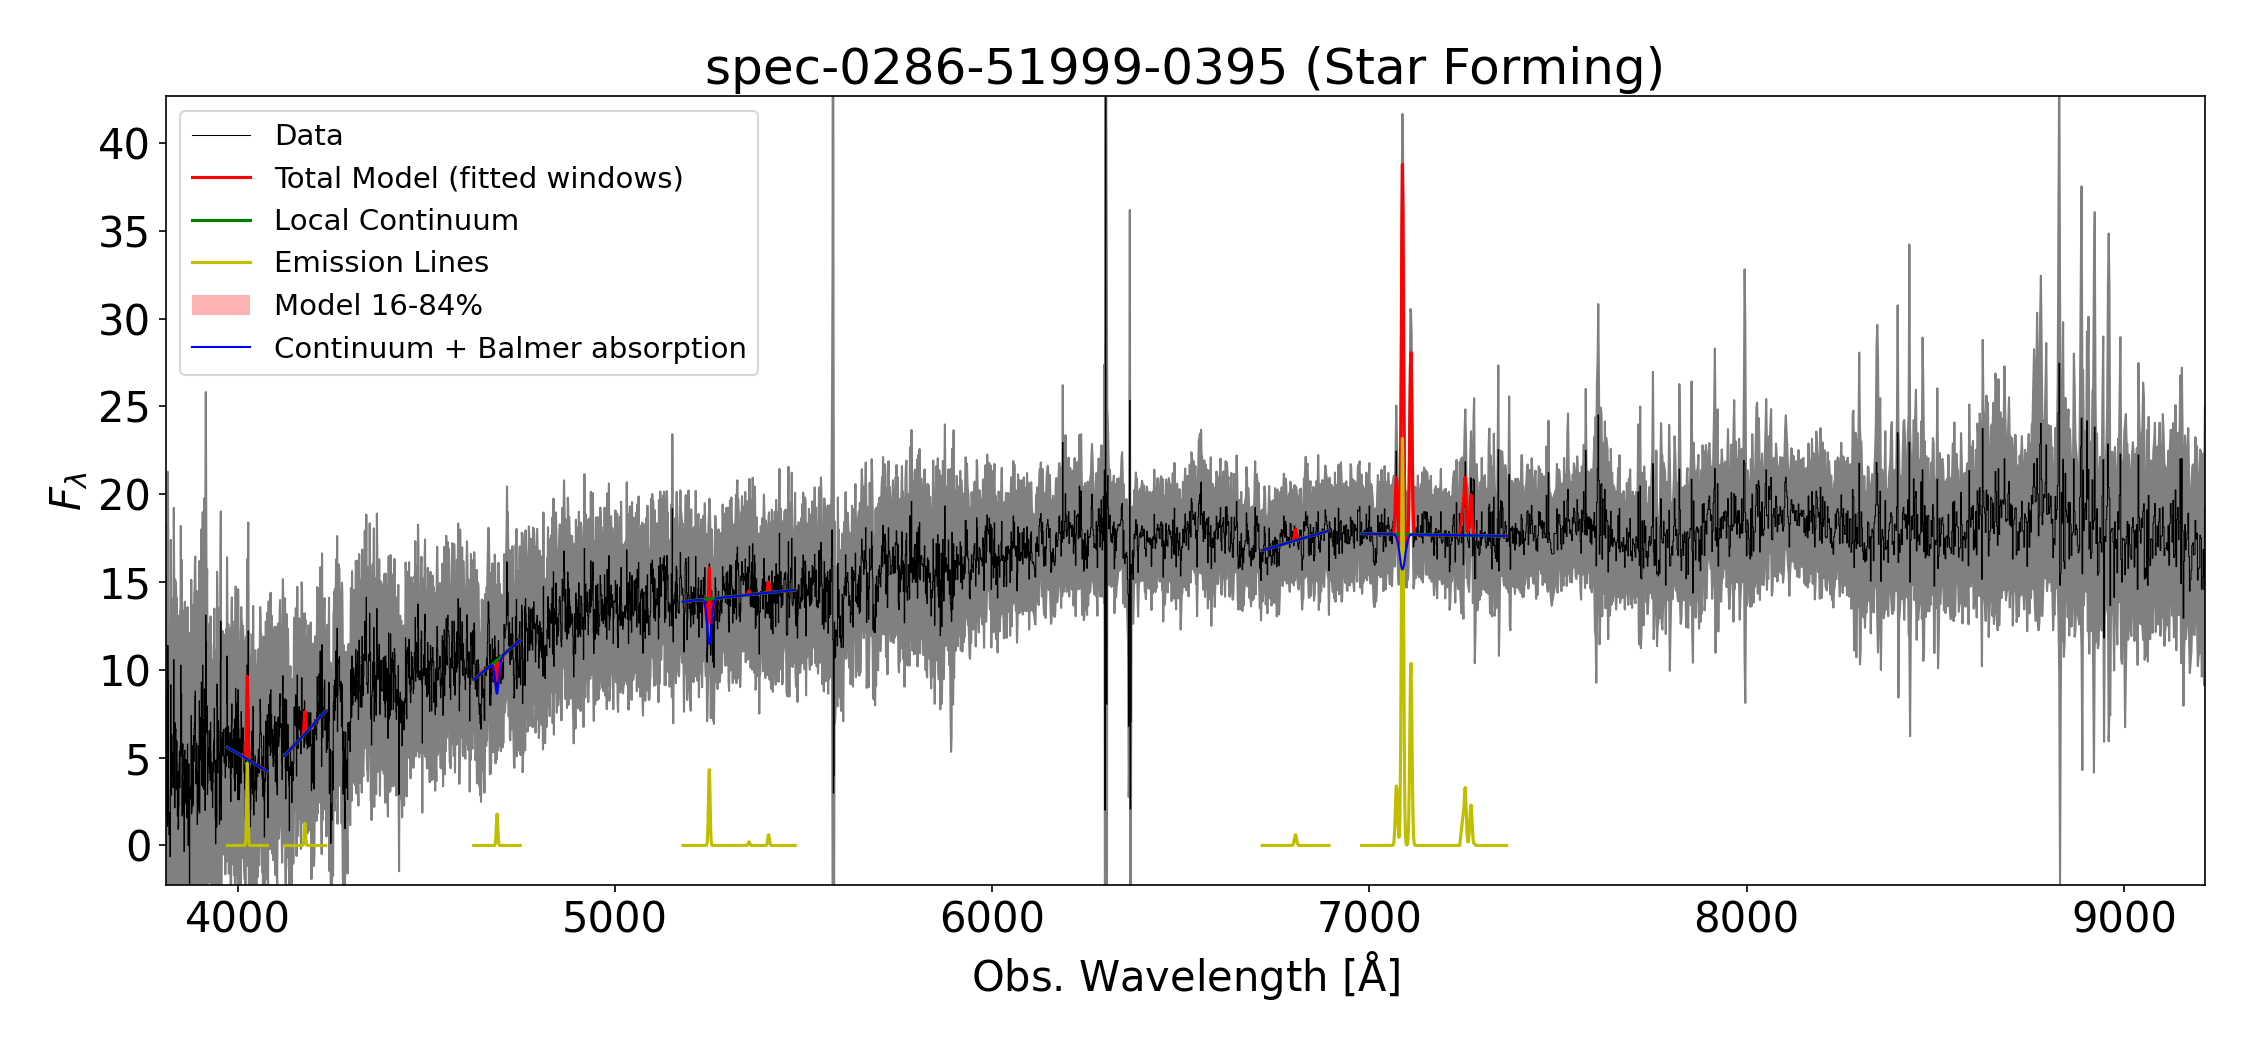 spec-0286-51999-0395 (Star Forming)
Data
Total Model (fitted windows)
Local Continuum
Emission Lines
Model 16-84%
Continuum + Balmer absorption
40
35
30
25
20
15
10
5
0
Fλ
4000 5000 6000 7000 8000 9000
Obs. Wavelength [Å]